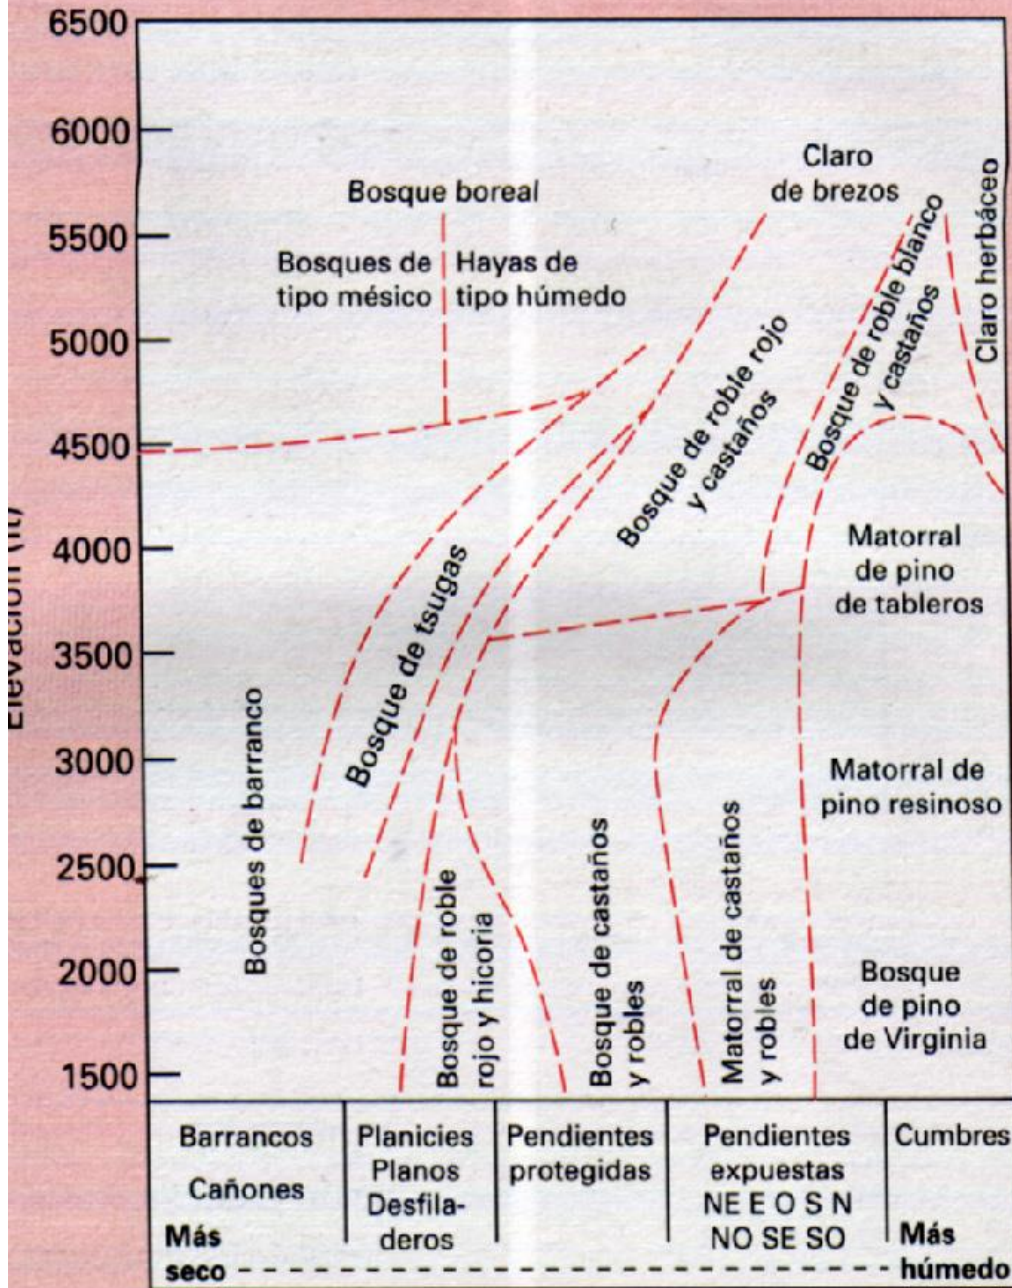 6500
6000
5500
5000
4500
4000
3500
3000
2500
2000
1500
Elevación (ft)
Claro
de brezos
Bosque boreal
Bosques de
tipo mésico
Hayas de
tipo húmedo
Bosque de roble rojo
y castaños
Bosque de roble blanco
y castaños
Claro herbáceo
Matorral
de pino
de tableros
Bosque de tsugas
Bosques de barranco
Matorral de
pino resinoso
Bosque de roble
rojo y hicoria
Bosque de castaños
y robles
Matorral de castaños
y robles
Bosque
de pino
de Virginia
Barrancos
Cañones
Planicies
Planos
Desfila-
deros
Pendientes
protegidas
Pendientes
expuestas
NE E O S N
NO SE SO
Cumbres
Más
seco
Más
húmedo